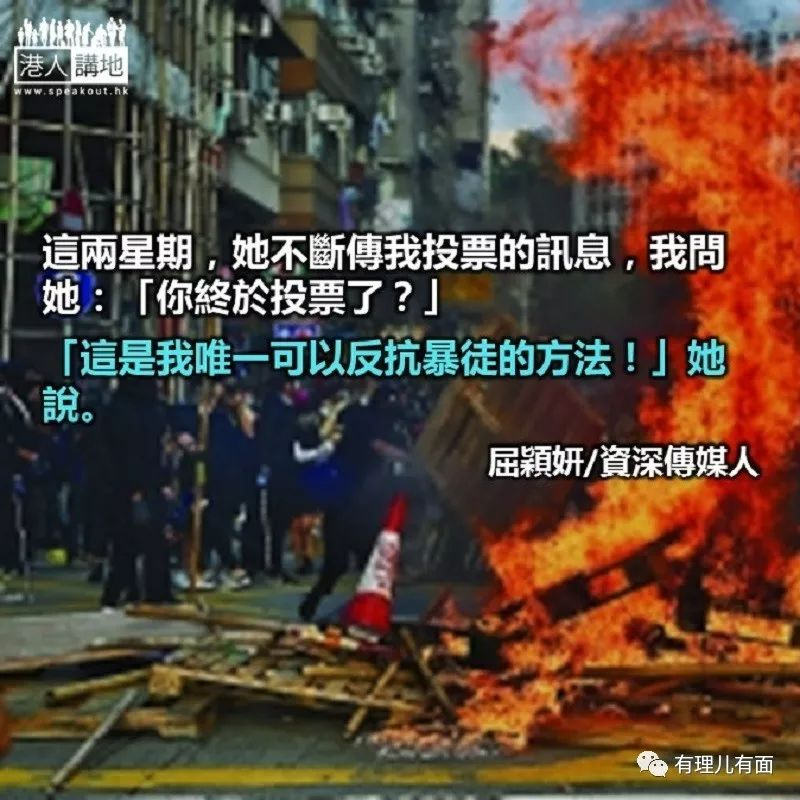 港人講地
www.speakout.hk
這兩星期，她不斷傳我投票的訊息，我問
她：「你終於投票了？」
「這是我唯一可以反抗暴徒的方法！」她
說。
屈穎妍/資深傳媒人
有理儿有面